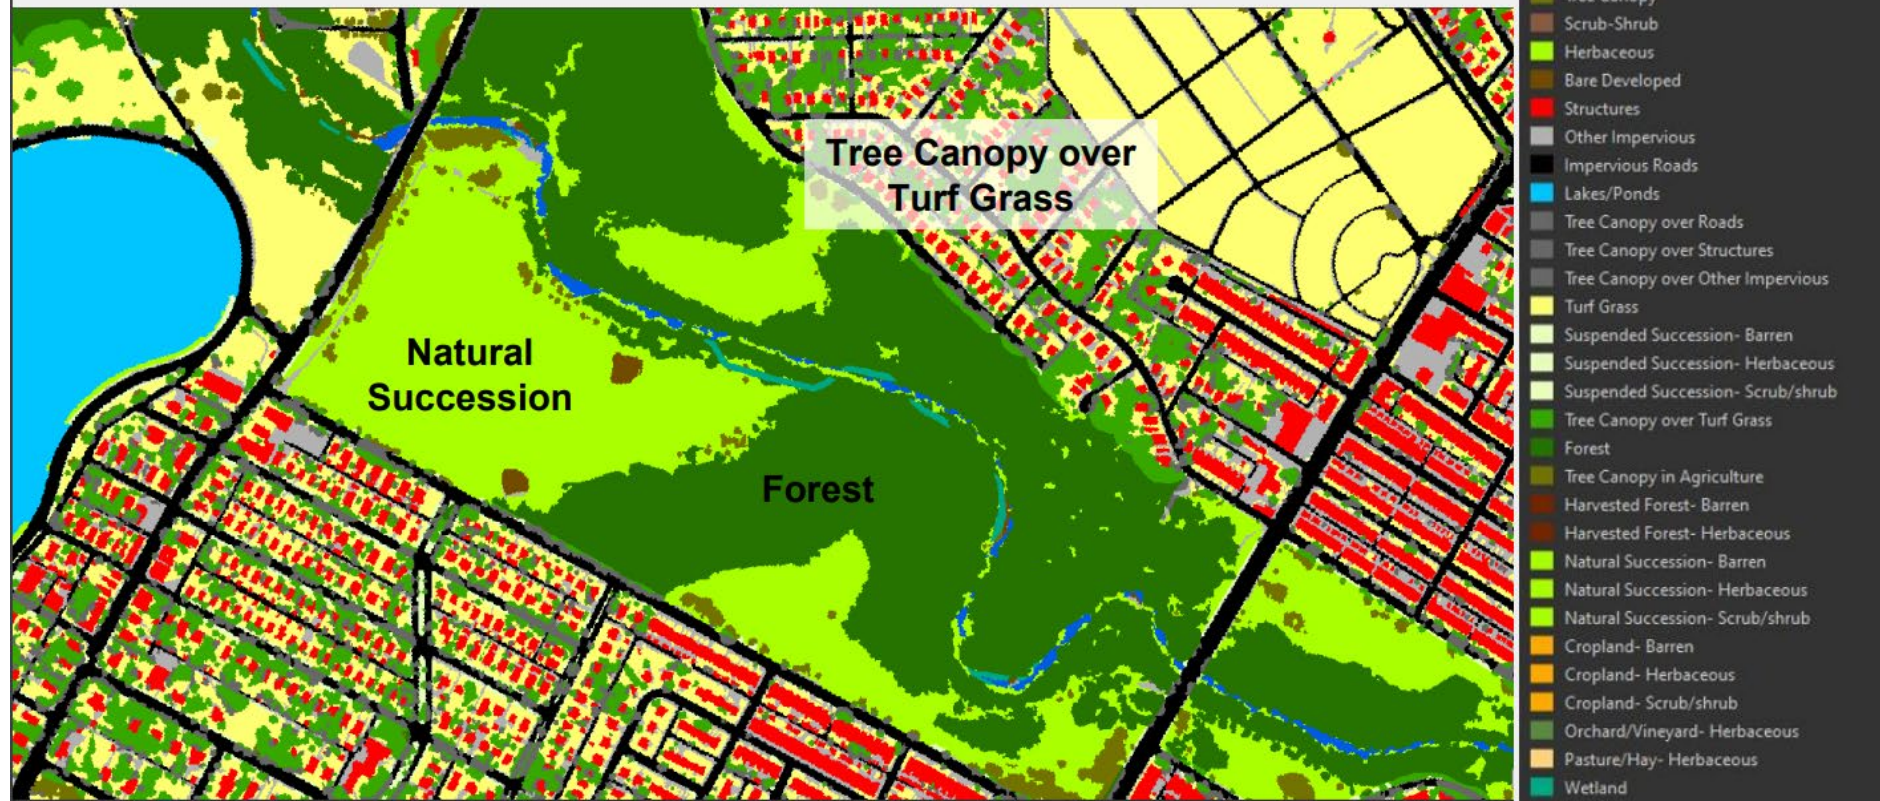 Tree Canopy over
Turf Grass
Natural
Succession
Forest
Tree Canopy
Scrub-Shrub
Herbaceous
Bare Developed
Structures
Other Impervious
Impervious Roads
Lakes/Ponds
Tree Canopy over Roads
Tree Canopy over Structures
Tree Canopy over Other Impervious
Turf Grass
Suspended Succession- Barren
Suspended Succession- Herbaceous
Suspended Succession- Scrub/shrub
Tree Canopy over Turf Grass
Forest
Tree Canopy in Agriculture
Harvested Forest- Barren
Harvested Forest- Herbaceous
Natural Succession- Barren
Natural Succession- Herbaceous
Natural Succession- Scrub/shrub
Cropland- Barren
Cropland- Herbaceous
Cropland- Scrub/shrub
Orchard/Vineyard- Herbaceous
Pasture/Hay- Herbaceous
Wetland